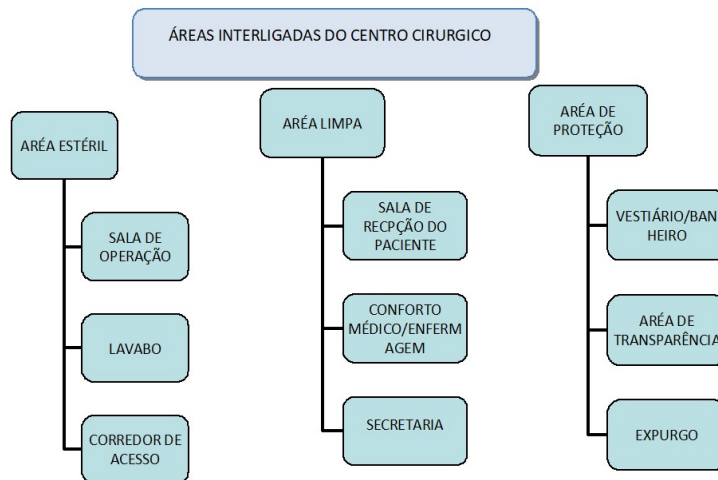 ÁREAS INTERLIGADAS DO CENTRO CIRURGICO
ARÉA ESTÉRIL
SALA DE
OPERAÇÃO
LAVABO
CORREDOR DE
ACESSO
ARÉA LIMPA
SALA DE
RECPÇÃO DO
PACIENTE
CONFORTO
MÉDICO/ENFERM
AGEM
SECRETARIA
ARÉA DE
PROTEÇÃO
VESTIÁRIO/BAN
HEIRO
ARÉA DE
TRANSPARÊNCIA
EXPURGO